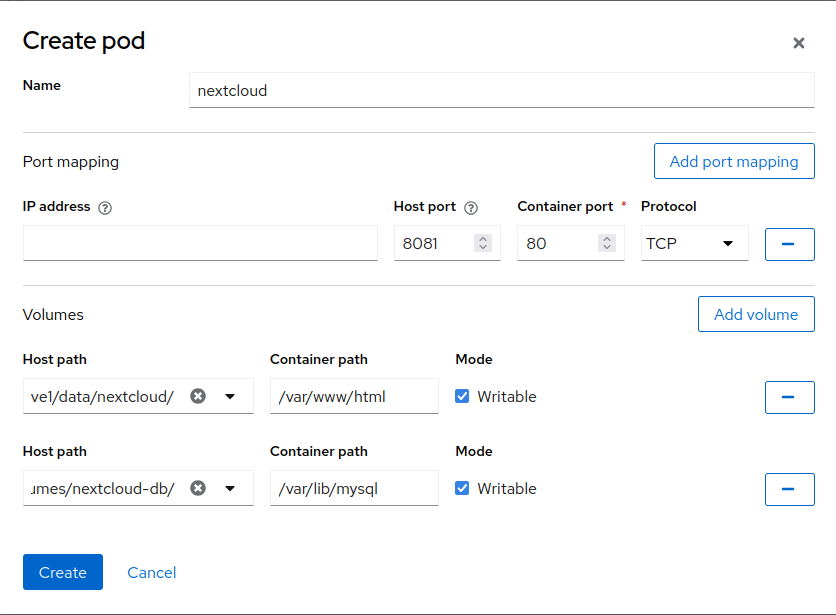 Create pod
Name
nextcloud
Port mapping
Add port mapping
IP address Host port Container port * Protocol
8081 80 TCP
Volumes
Add volume
Host path Container path Mode
ve1/data/nextcloud/ /var/www/html Writable
Host path Container path Mode
umes/nextcloud-db/ /var/lib/mysql Writable
Create Cancel